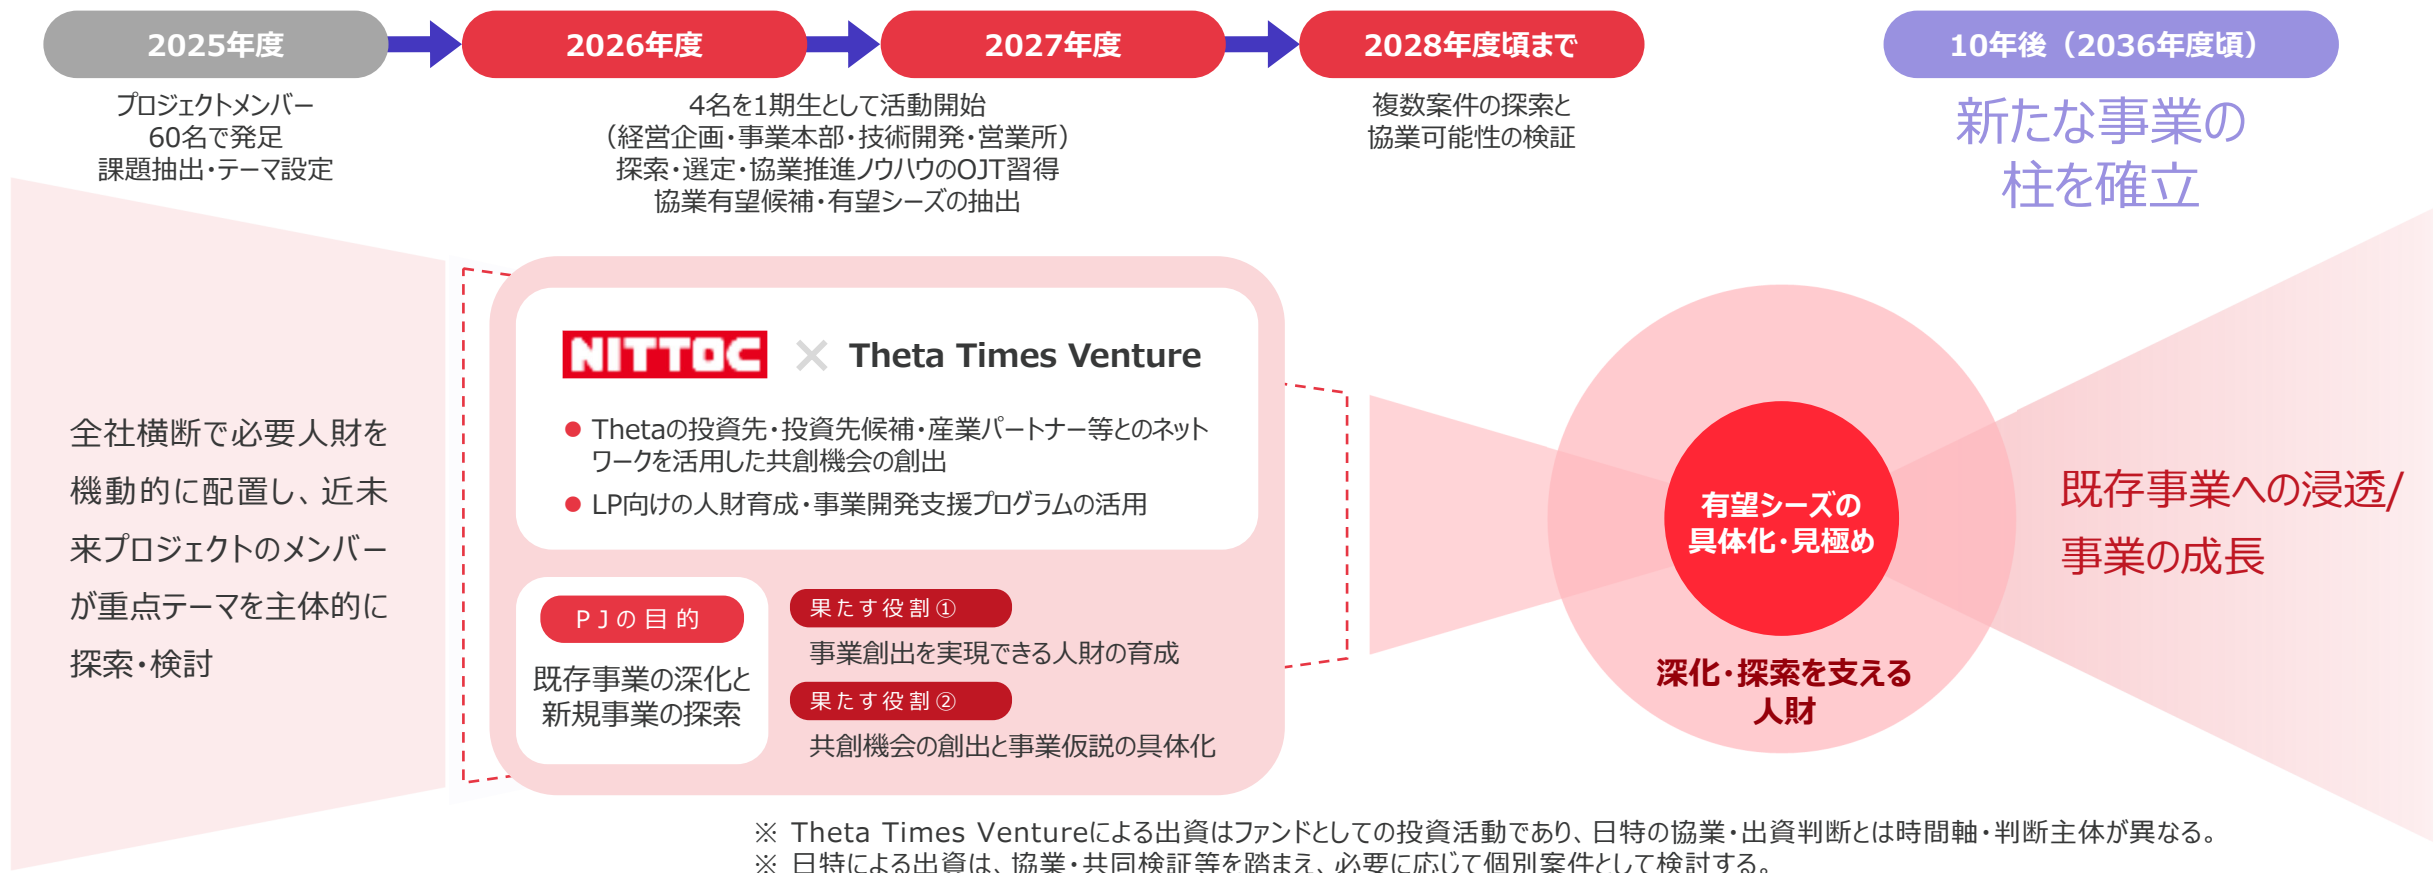 2025年度
2026年度
2027年度
2028年度頃まで
10年後（2036年度頃）
プロジェクトメンバー
60名で発足
課題抽出・テーマ設定
4名を1期生として活動開始
（経営企画・事業本部・技術開発・営業所）
探索・選定・協業推進ノウハウのOJT習得
協業有望候補・有望シーズの抽出
複数案件の探索と
協業可能性の検証
新たな事業の
柱を確立
全社横断で必要人財を
機動的に配置し、近未
来プロジェクトのメンバー
が重点テーマを主体的に
探索・検討
NITTOC × Theta Times Venture
● Thetaの投資先・投資先候補・産業パートナー等とのネット
ワークを活用した共創機会の創出
● LP向けの人財育成・事業開発支援プログラムの活用
PJの目的
既存事業の深化と
新規事業の探索
果たす役割①
事業創出を実現できる人財の育成
果たす役割②
共創機会の創出と事業仮説の具体化
有望シーズの
具体化・見極め
深化・探索を支える
人財
既存事業への浸透/
事業の成長
※ Theta Times Ventureによる出資はファンドとしての投資活動であり、日特の協業・出資判断とは時間軸・判断主体が異なる。
※ 日特による出資は、協業・共同検証等を踏まえ、必要に応じて個別案件として検討する。